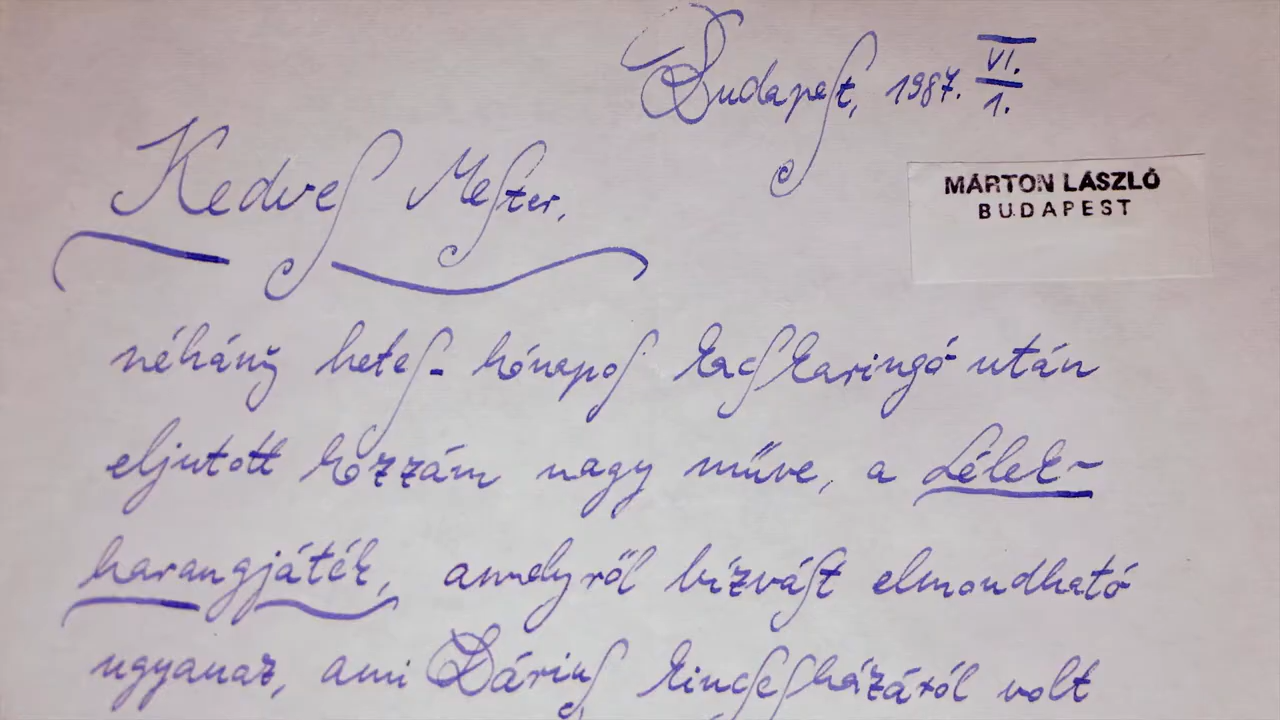 Budapest, 1987. VI. 1.
MÁRTON LÁSZLÓ
BUDAPEST
Kedves Mester,
néhány hetes-hónapos kacskaringó után
eljutott hozzám nagy műve, a Lélek-
harangjáték, amelyről bízvást elmondható
ugyanaz, ami Dárius kincsesházáról volt